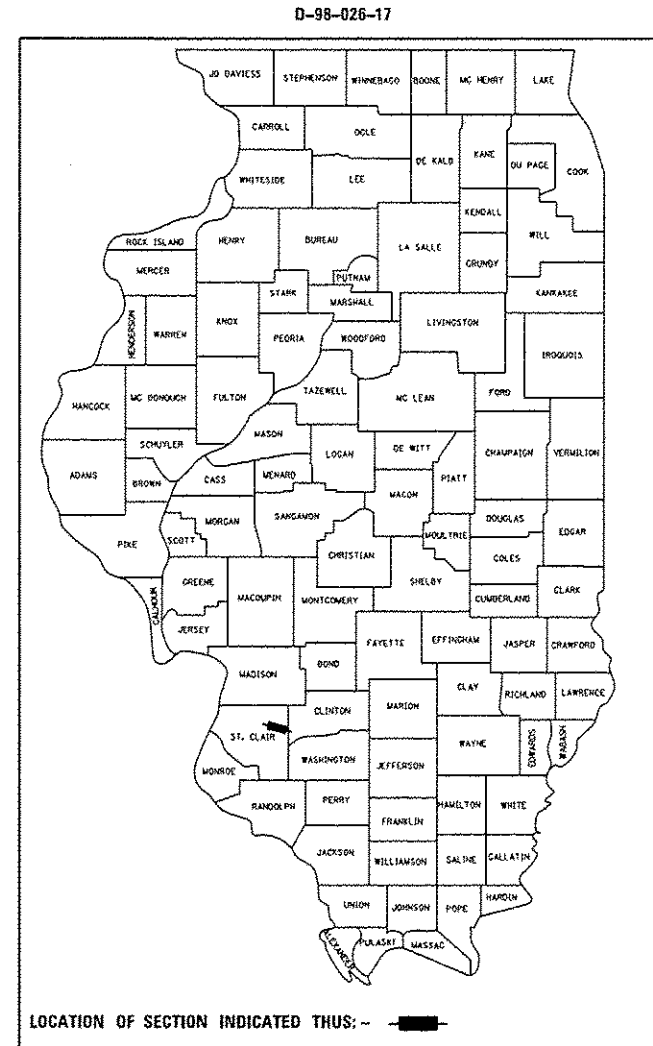 D-98-026-17
JO DAVIESS STEPHENSON WINNEBAGO BOONE MC HENRY LAKE
CARROLL OGLE DE KALB KANE DU PAGE COOK
WHITESIDE LEE
KENDALL
ROCK ISLAND HENRY BUREAU LA SALLE WILL
MERCER PUTNAM GRUNDY
STARK MARSHALL KANKAKEE
HENDERSON WARREN KNOX PEORIA WOODFORD LIVINGSTON IROQUOIS
HANCOCK MC DONOUGH FULTON TAZEWELL MC LEAN FORD
SCHUYLER MASON LOGAN DE WITT CHAMPAIGN VERMILION
ADAMS BROWN CASS MENARD PIATT
MACON
PIKE SCOTT MORGAN SANGAMON MOULTRIE DOUGLAS EDGAR
CHRISTIAN COLES
CALHOUN GREENE MACOUPIN MONTGOMERY SHELBY CUMBERLAND CLARK
JERSEY
FAYETTE EFFINGHAM JASPER CRAWFORD
MADISON BOND
CLAY RICHLAND LAWRENCE
ST. CLAIR CLINTON MARION
WAYNE EDWARDS WABASH
MONROE WASHINGTON JEFFERSON
RANDOLPH PERRY HAMILTON WHITE
FRANKLIN
JACKSON WILLIAMSON SALINE GALLATIN
UNION JOHNSON POPE HARDIN
ALEXANDER PULASKI MASSAC
LOCATION OF SECTION INDICATED THUS: -